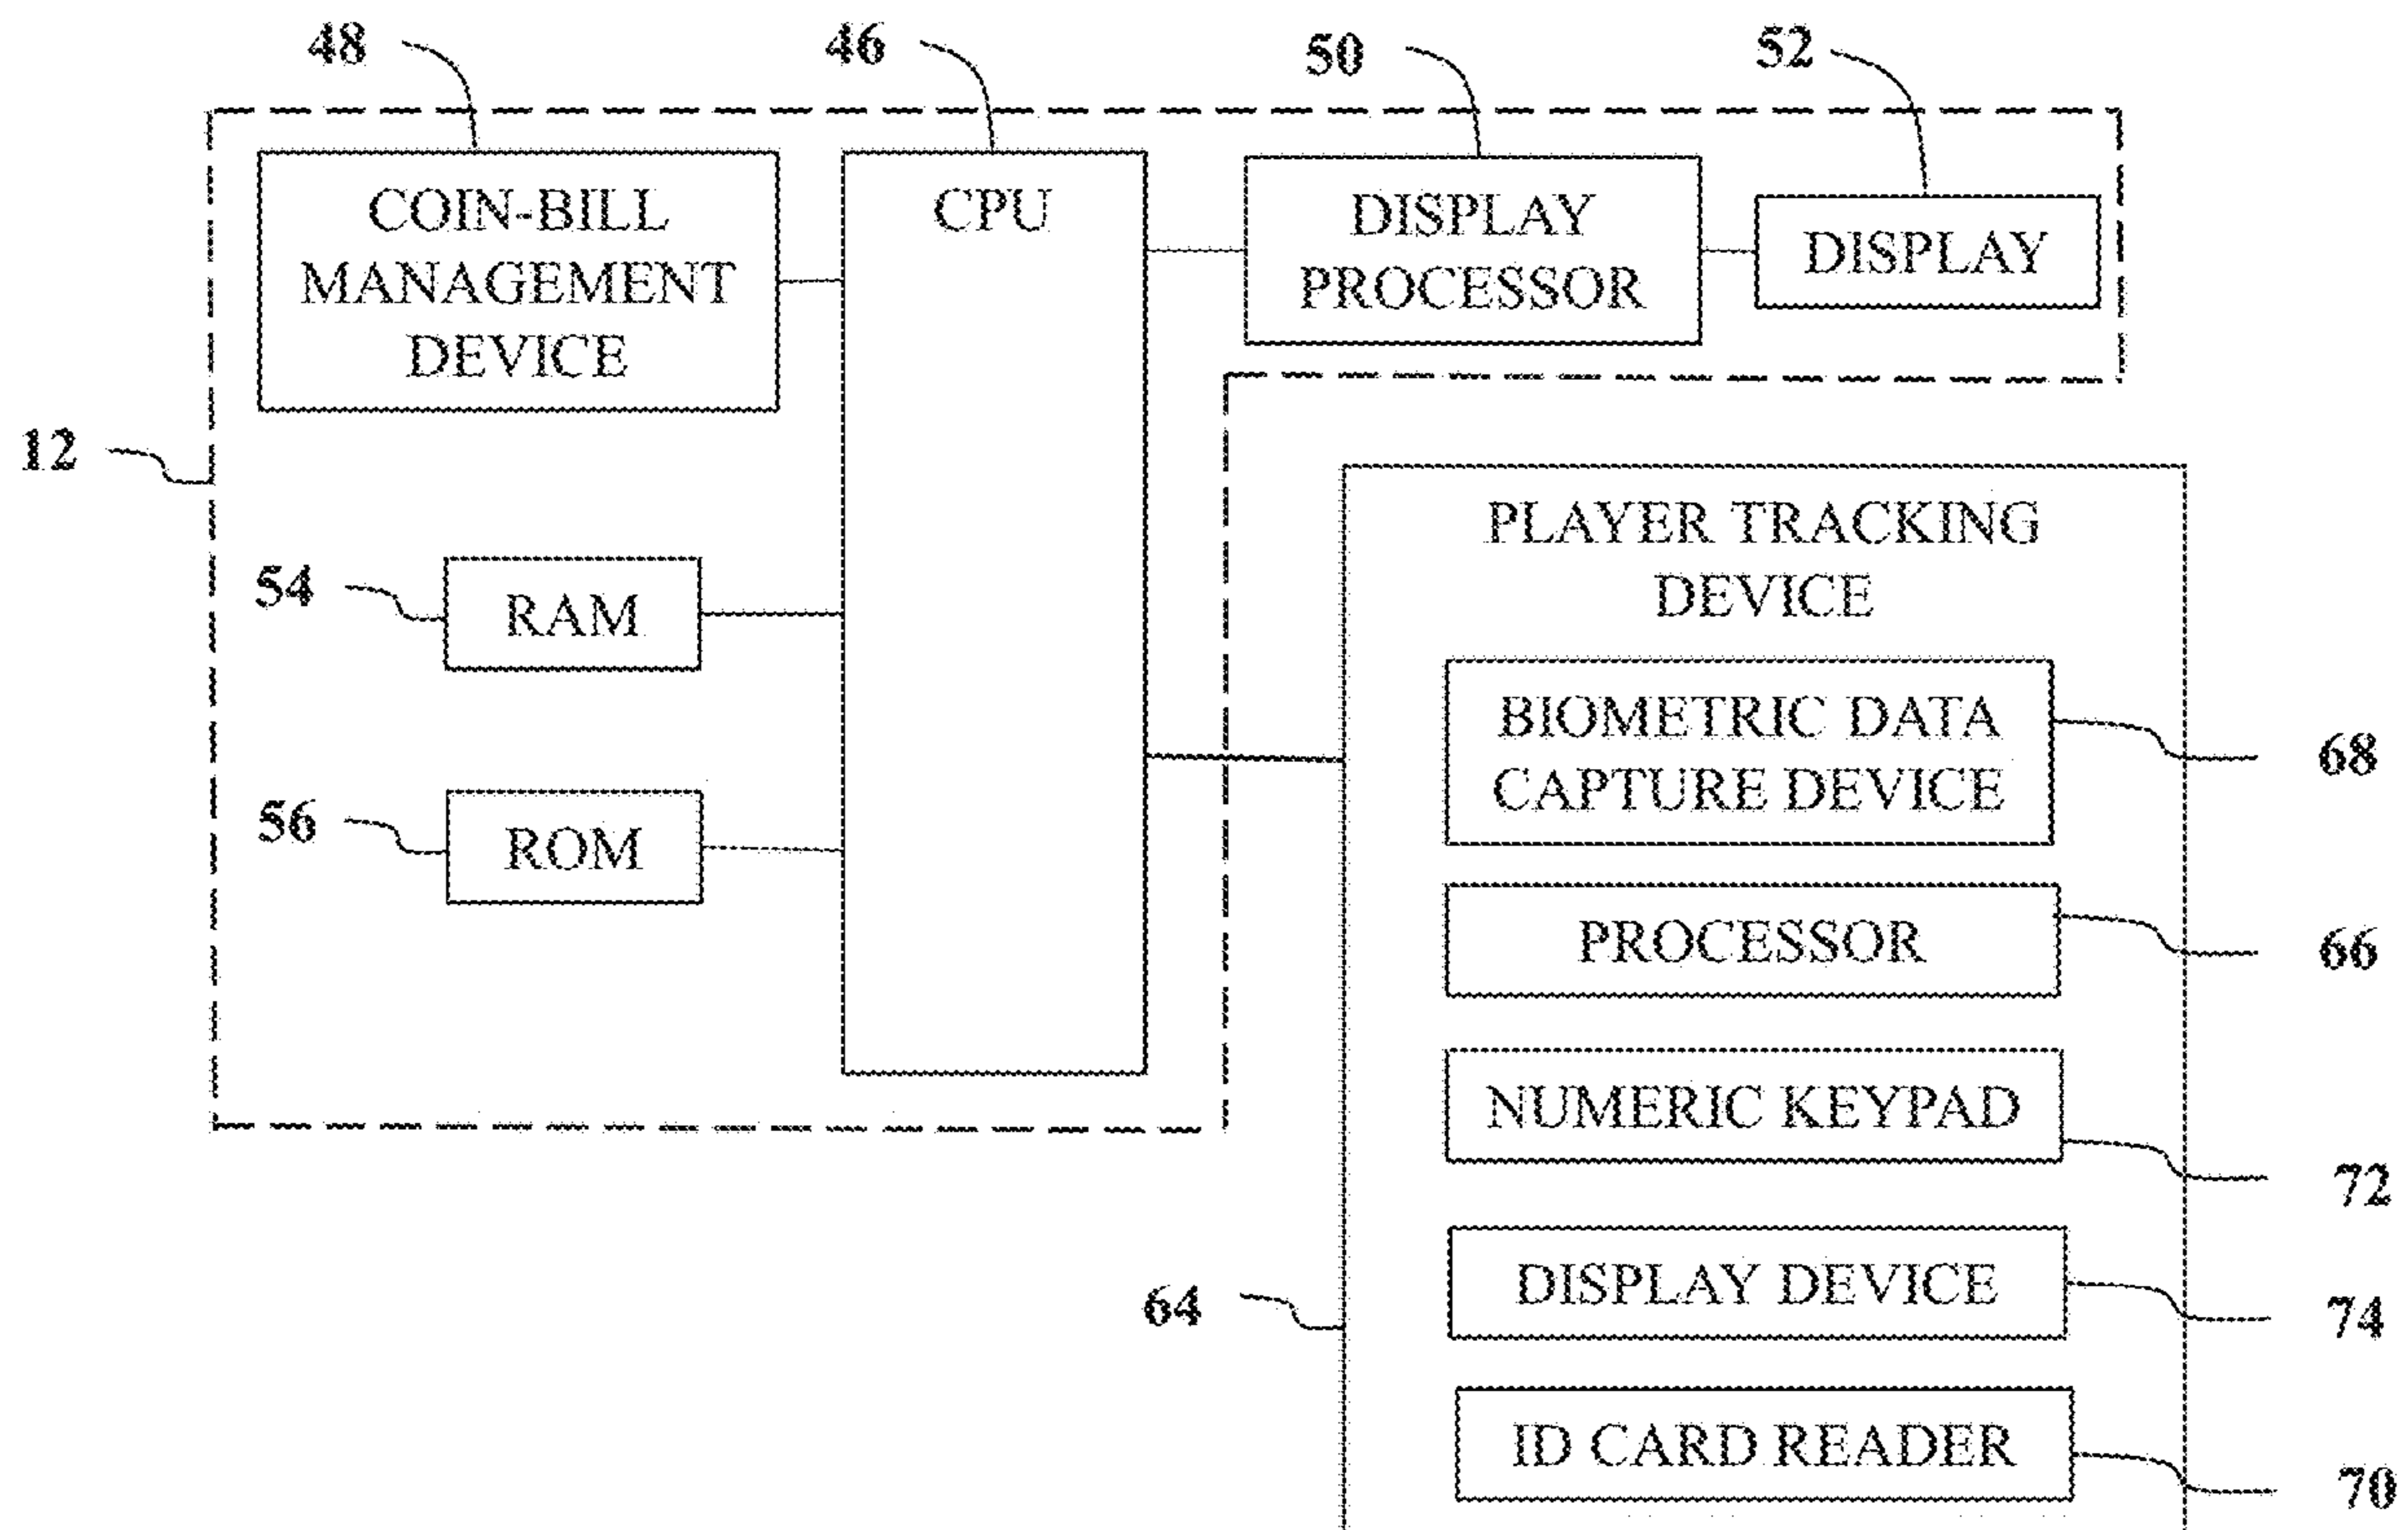 48
46
50
52
COIN-BILL
MANAGEMENT
DEVICE
CPU
DISPLAY
PROCESSOR
DISPLAY
12
54
RAM
56
ROM
PLAYER TRACKING
DEVICE
BIOMETRIC DATA
CAPTURE DEVICE
68
PROCESSOR
66
NUMERIC KEYPAD
72
DISPLAY DEVICE
74
64
ID CARD READER
70